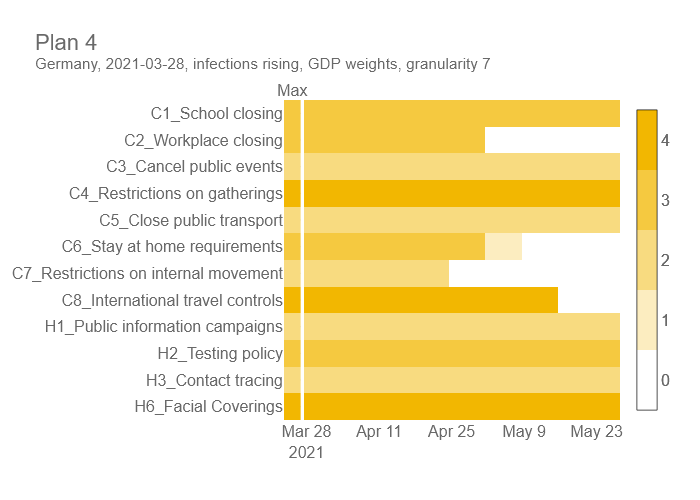 Plan 4
Germany, 2021-03-28, infections rising, GDP weights, granularity 7
Max
C1_School closing
C2_Workplace closing
C3_Cancel public events
C4_Restrictions on gatherings
C5_Close public transport
C6_Stay at home requirements
C7_Restrictions on internal movement
C8_International travel controls
H1_Public information campaigns
H2_Testing policy
H3_Contact tracing
H6_Facial Coverings
4
3
2
1
0
Mar 28 Apr 11 Apr 25 May 9 May 23
2021